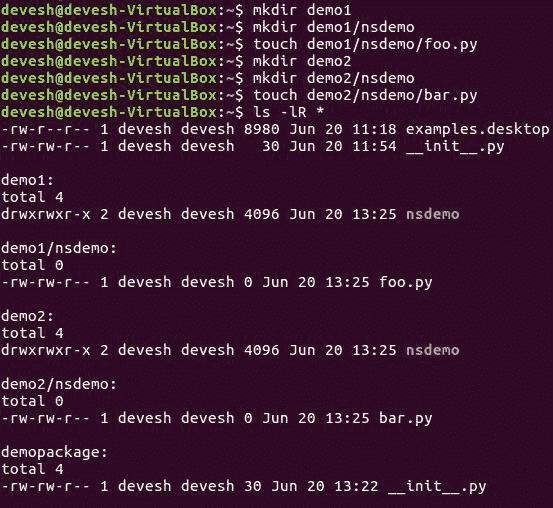 devesh@devesh-VirtualBox:~$ mkdir demo1
devesh@devesh-VirtualBox:~$ mkdir demo1/nsdemo
devesh@devesh-VirtualBox:~$ touch demo1/nsdemo/foo.py
devesh@devesh-VirtualBox:~$ mkdir demo2
devesh@devesh-VirtualBox:~$ mkdir demo2/nsdemo
devesh@devesh-VirtualBox:~$ touch demo2/nsdemo/bar.py
devesh@devesh-VirtualBox:~$ ls -lR *
-rw-r--r-- 1 devesh devesh 8980 Jun 20 11:18 examples.desktop
-rw-rw-r-- 1 devesh devesh   30 Jun 20 11:54 __init__.py

demo1:
total 4
drwxrwxr-x 2 devesh devesh 4096 Jun 20 13:25 nsdemo

demo1/nsdemo:
total 0
-rw-rw-r-- 1 devesh devesh 0 Jun 20 13:25 foo.py

demo2:
total 4
drwxrwxr-x 2 devesh devesh 4096 Jun 20 13:25 nsdemo

demo2/nsdemo:
total 0
-rw-rw-r-- 1 devesh devesh 0 Jun 20 13:25 bar.py

demopackage:
total 4
-rw-rw-r-- 1 devesh devesh 30 Jun 20 13:22 __init__.py